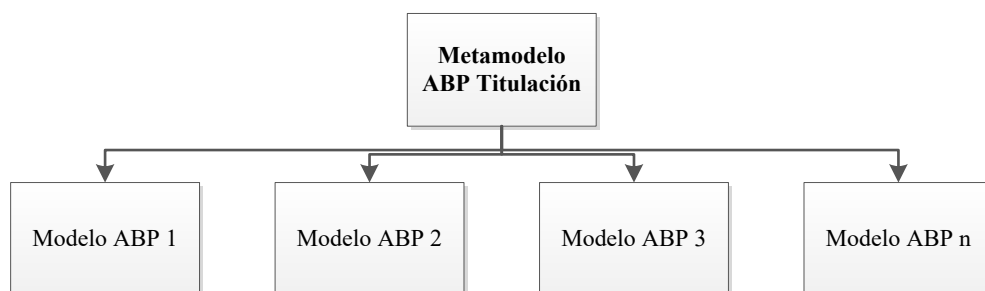 Metamodelo
ABP Titulación
Modelo ABP 1
Modelo ABP 2
Modelo ABP 3
Modelo ABP n